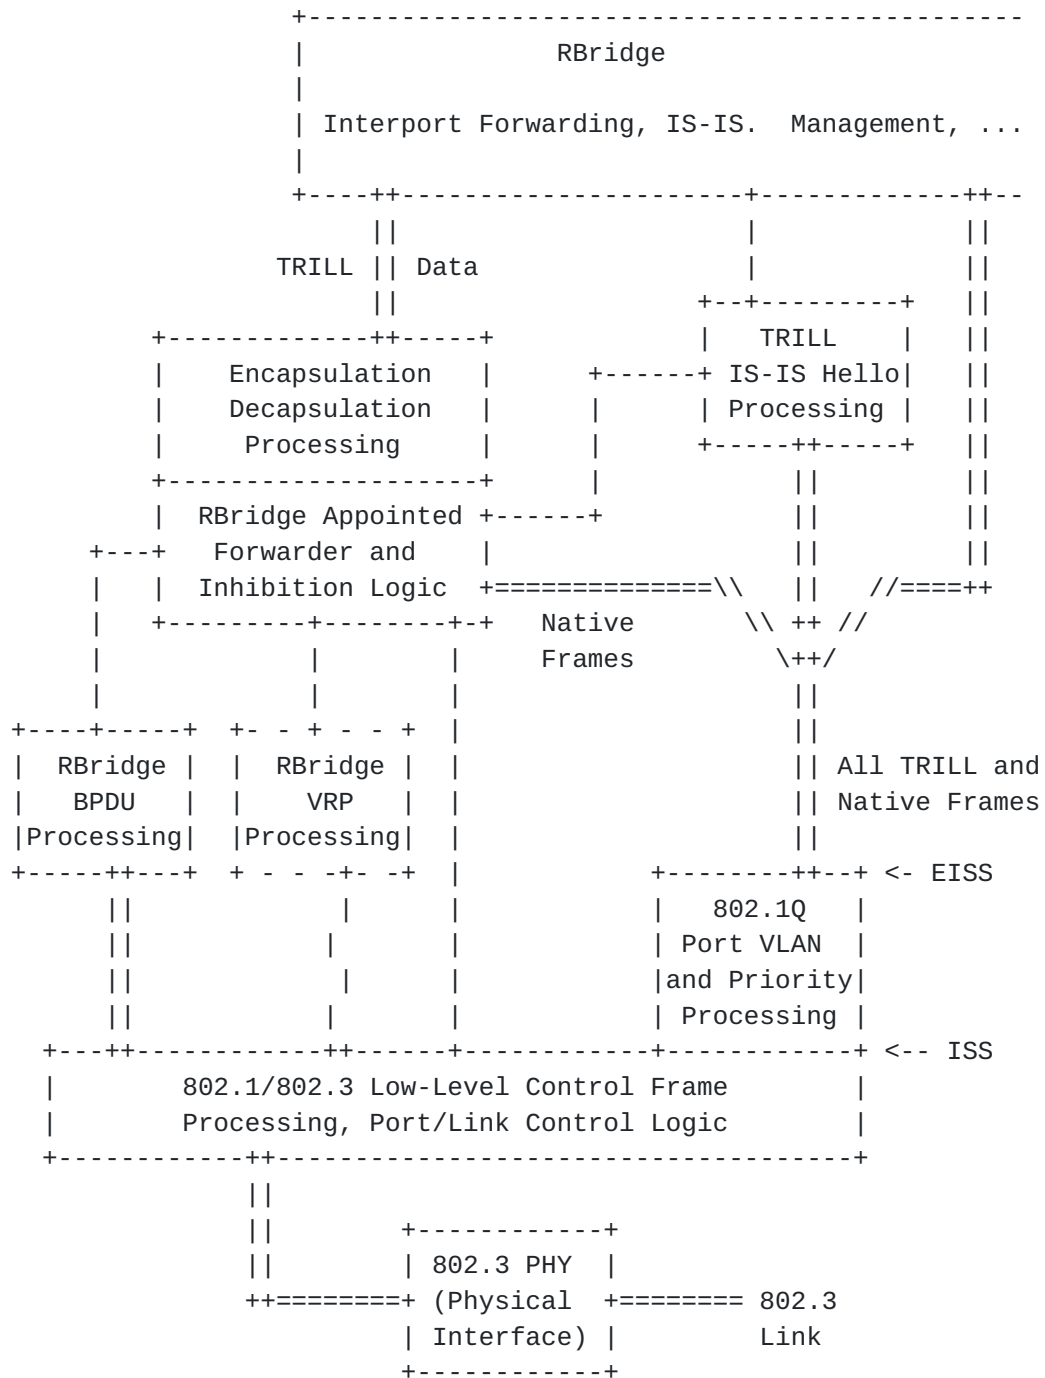 RBridge
Interport Forwarding, IS-IS.  Management, ...
TRILL || Data
TRILL
IS-IS Hello
Processing
Encapsulation
Decapsulation
Processing
RBridge Appointed
Forwarder and
Inhibition Logic
Native
Frames
RBridge
BPDU
Processing
RBridge
VRP
Processing
All TRILL and
Native Frames
<- EISS
802.1Q
Port VLAN
and Priority
Processing
<-- ISS
802.1/802.3 Low-Level Control Frame
Processing, Port/Link Control Logic
802.3 PHY
(Physical
Interface)
802.3
Link